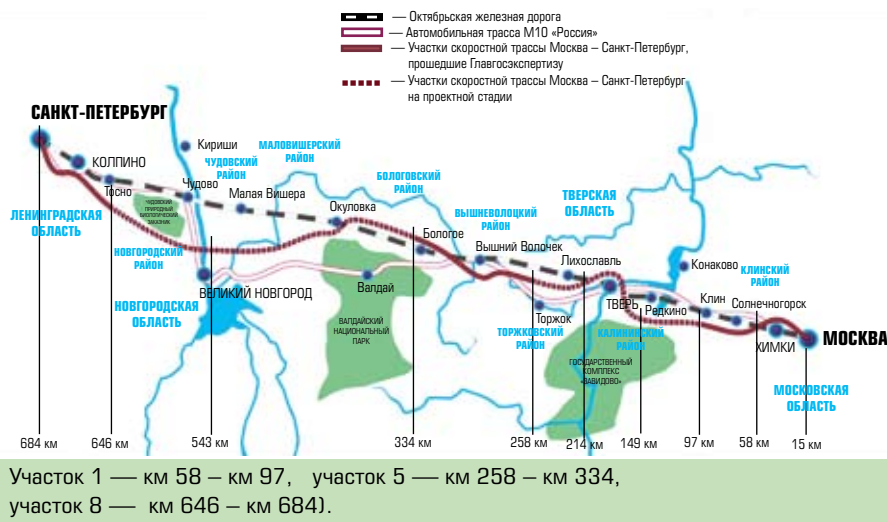 — Октябрьская железная дорога
— Автомобильная трасса М10 «Россия»
— Участки скоростной трассы Москва – Санкт-Петербург,
прошедшие Главгосэкспертизу
— Участки скоростной трассы Москва – Санкт-Петербург
на проектной стадии
САНКТ-ПЕТЕРБУРГ
КОЛПИНО
Тосно
Кириши
ЧУДОВСКИЙ
РАЙОН
МАЛОВИШЕРСКИЙ
РАЙОН
Чудово
Малая Вишера
ЧУДОВСКИЙ
ПРИРОДНЫЙ
БИОЛОГИЧЕСКИЙ
ЗАКАЗНИК
ЛЕНИНГРАДСКАЯ
ОБЛАСТЬ
НОВГОРОДСКИЙ
РАЙОН
НОВГОРОДСКАЯ
ОБЛАСТЬ
ВЕЛИКИЙ НОВГОРОД
Окуловка
БОЛОГОВСКИЙ
РАЙОН
Бологое
Валдай
ВАЛДАЙСКИЙ
НАЦИОНАЛЬНЫЙ
ПАРК
ВЫШНЕВОЛОЦКИЙ
РАЙОН
Вышний Волочек
ТВЕРСКАЯ
ОБЛАСТЬ
Лихославль
Торжок
ТОРЖКОВСКИЙ
РАЙОН
ТВЕРЬ
Редкино
КАЛИНИНСКИЙ
РАЙОН
ГОСУДАРСТВЕННЫЙ
КОМПЛЕКС
«ЗАВИДОВО»
Конаково
КЛИНСКИЙ
РАЙОН
Клин
Солнечногорск
ХИМКИ
МОСКВА
МОСКОВСКАЯ
ОБЛАСТЬ
684 км 646 км 543 км 334 км 258 км 214 км 149 км 97 км 58 км 15 км
Участок 1 — км 58 – км 97, участок 5 — км 258 – км 334,
участок 8 — км 646 – км 684).